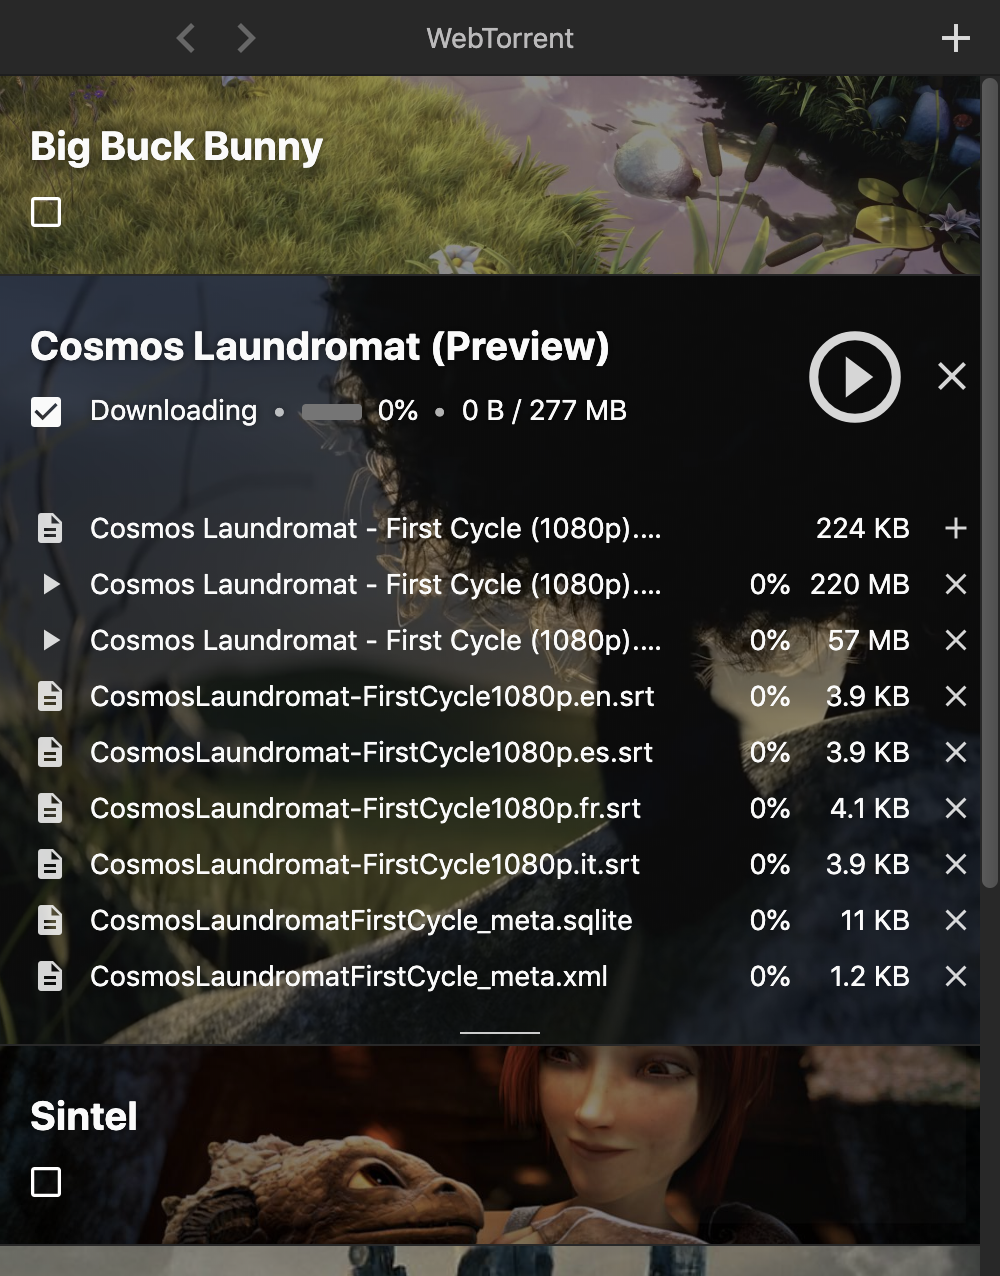 WebTorrent
Big Buck Bunny
Cosmos Laundromat (Preview)
Downloading • 0% • 0 B / 277 MB
Cosmos Laundromat - First Cycle (1080p).... 224 KB
Cosmos Laundromat - First Cycle (1080p).... 0% 220 MB
Cosmos Laundromat - First Cycle (1080p).... 0% 57 MB
CosmosLaundromat-FirstCycle1080p.en.srt 0% 3.9 KB
CosmosLaundromat-FirstCycle1080p.es.srt 0% 3.9 KB
CosmosLaundromat-FirstCycle1080p.fr.srt 0% 4.1 KB
CosmosLaundromat-FirstCycle1080p.it.srt 0% 3.9 KB
CosmosLaundromatFirstCycle_meta.sqlite 0% 11 KB
CosmosLaundromatFirstCycle_meta.xml 0% 1.2 KB
Sintel